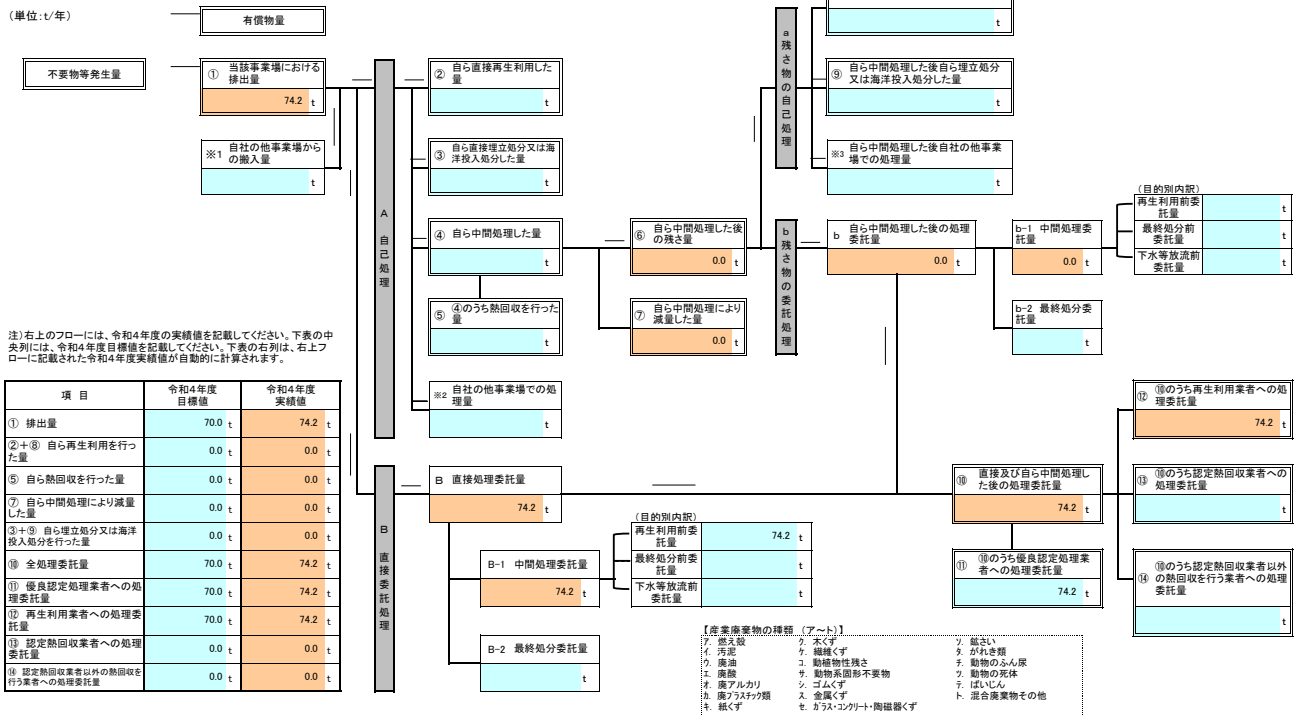 (単位:t/年)
有償物量
不要物等発生量
① 当該事業場における
排出量
74.2 t
※1 自社の他事業場から
の搬入量
t
A 自己処理
② 自ら直接再生利用した
量
t
③ 自ら直接埋立処分又は海
洋投入処分した量
t
④ 自ら中間処理した量
t
⑤ ④のうち熱回収を行った
量
t
※2 自社の他事業場での処
理量
t
⑥ 自ら中間処理した後
の残さ量
0.0 t
⑦ 自ら中間処理により
減量した量
0.0 t
a 残さ物の自己処理
t
⑨ 自ら中間処理した後自ら埋立処分
又は海洋投入処分した量
t
※3 自ら中間処理した後自社の他事業
場での処理量
t
b 残さ物の委託処理
b 自ら中間処理した後の処理
委託量
0.0 t
b-1 中間処理委
託量
0.0 t
b-2 最終処分委
託量
t
(目的別内訳)
再生利用前委
託量 t
最終処分前
委託量 t
下水等放流前
委託量 t
注)右上のフローには、令和4年度の実績値を記載してください。下表の中
央列には、令和4年度目標値を記載してください。下表の右列は、右上フ
ローに記載された令和4年度実績値が自動的に計算されます。
項 目 令和4年度 目標値 令和4年度 実績値
① 排出量 70.0 t 74.2 t
②+⑧ 自ら再生利用を行っ
た量 0.0 t 0.0 t
⑤ 自ら熱回収を行った量 0.0 t 0.0 t
⑦ 自ら中間処理により減量
した量 0.0 t 0.0 t
③+⑨ 自ら埋立処分又は海洋
投入処分を行った量 0.0 t 0.0 t
⑩ 全処理委託量 70.0 t 74.2 t
⑪ 優良認定処理業者への処
理委託量 70.0 t 74.2 t
⑫ 再生利用業者への処理委
託量 70.0 t 74.2 t
⑬ 認定熱回収業者への処理
委託量 0.0 t 0.0 t
⑭ 認定熱回収業者以外の熱回収を
行う業者への処理委託量 0.0 t 0.0 t
B 直接委託処理
B 直接処理委託量
74.2 t
B-1 中間処理委託量
74.2 t
B-2 最終処分委託量
t
(目的別内訳)
再生利用前委
託量 74.2 t
最終処分前委
託量 t
下水等放流前
委託量 t
⑩ 直接及び自ら中間処理し
た後の処理委託量
74.2 t
⑪ ⑩のうち優良認定処理業
者への処理委託量
74.2 t
⑫ ⑩のうち再生利用業者への処
理委託量
74.2 t
⑬ ⑩のうち認定熱回収業者への
処理委託量
t
⑭ ⑩のうち認定熱回収業者以外
の熱回収を行う業者への処理
委託量
t
【産業廃棄物の種類 (ア~ト)】
ア. 燃え殻 ク. 木くず ソ. 鉱さい
イ. 汚泥 ケ. 繊維くず タ. がれき類
ウ. 廃油 コ. 動植物性残さ チ. 動物のふん尿
エ. 廃酸 サ. 動物系固形不要物 ツ. 動物の死体
オ. 廃アルカリ シ. ゴムくず テ. ばいじん
カ. 廃プラスチック類 ス. 金属くず ト. 混合廃棄物その他
キ. 紙くず セ. ガラス・コンクリート・陶磁器くず